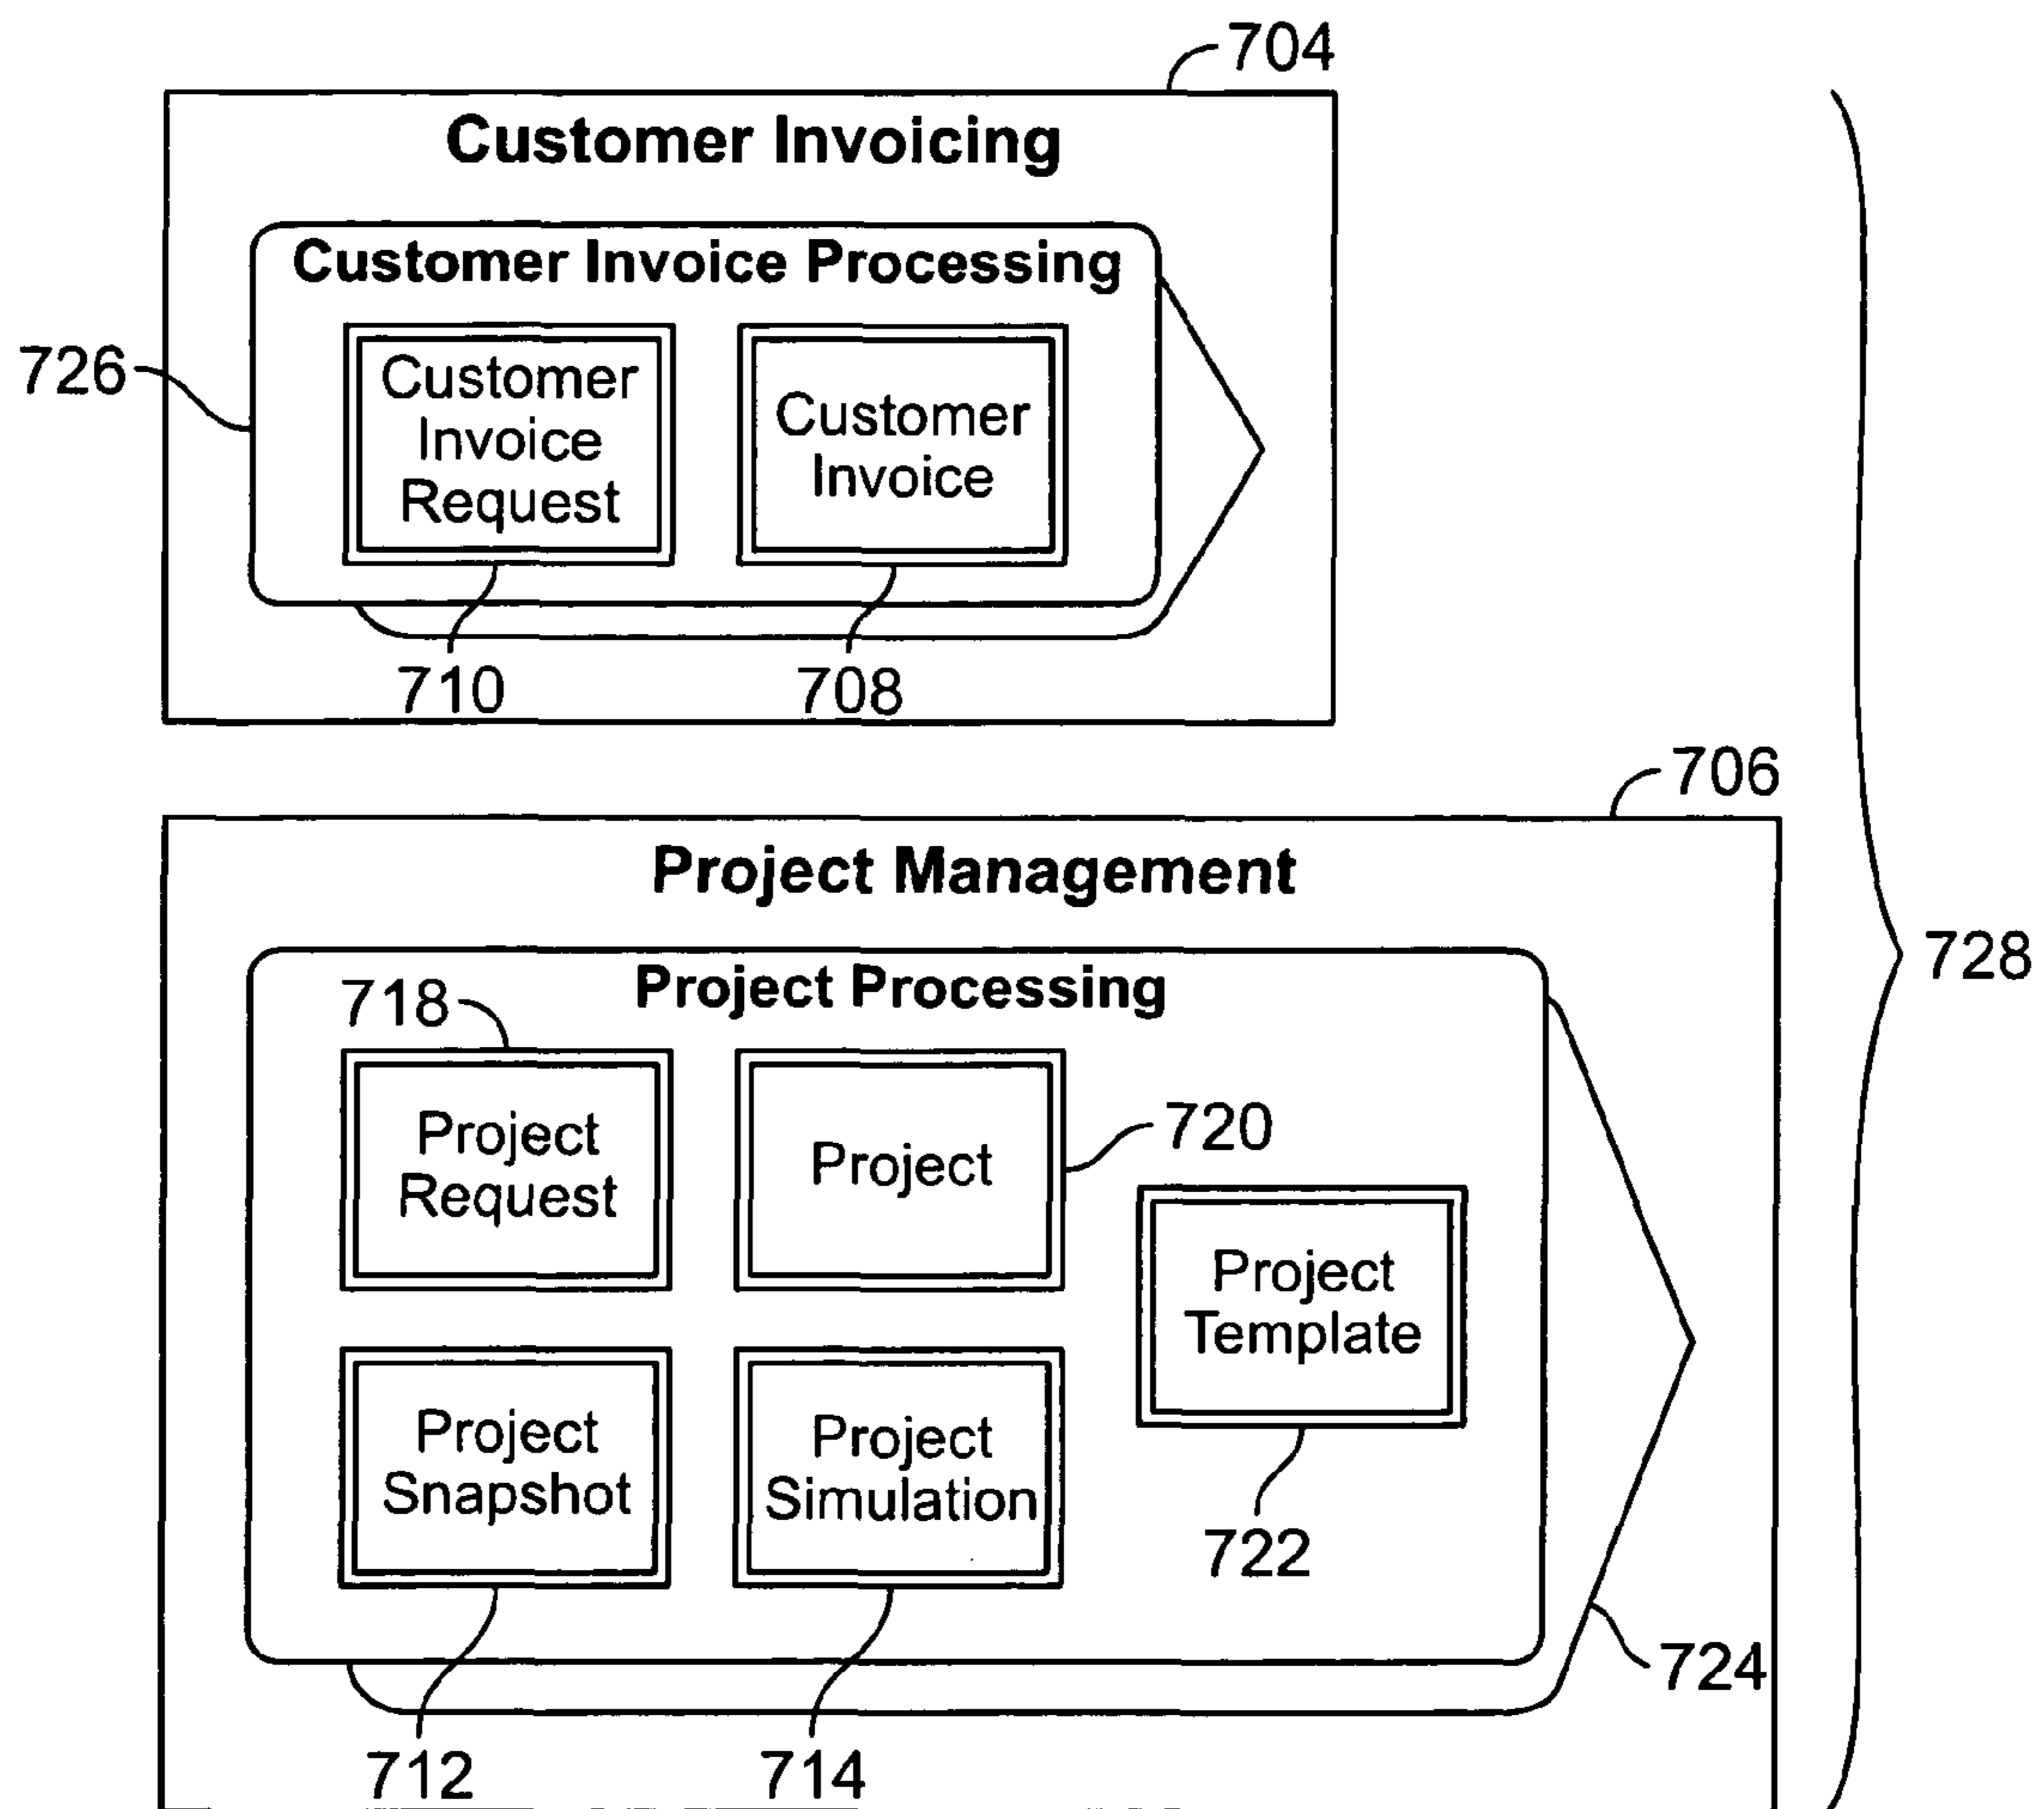 704
Customer Invoicing
Customer Invoice Processing
726
Customer
Invoice
Request
Customer
Invoice
710
708
706
Project Management
728
Project Processing
718
Project
Request
Project
720
Project
Template
Project
Snapshot
Project
Simulation
722
724
712
714